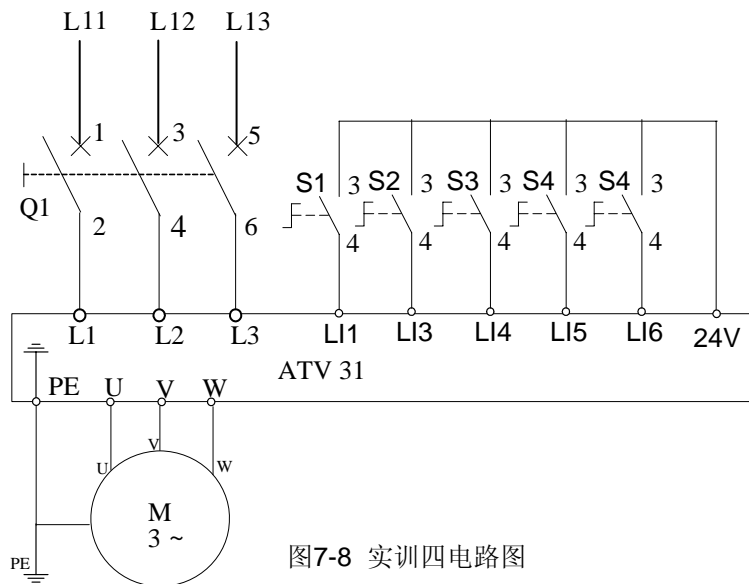 L11 L12 L13
1 3 5
S1 3 S2 3 S3 3 S4 3 S4 3
Q1
2 4 6 4 4 4 4 4
L1 L2 L3 LI1 LI3 LI4 LI5 LI6 24V
ATV 31
PE U V W
U V W
M
3 ~
PE
图7-8 实训四电路图